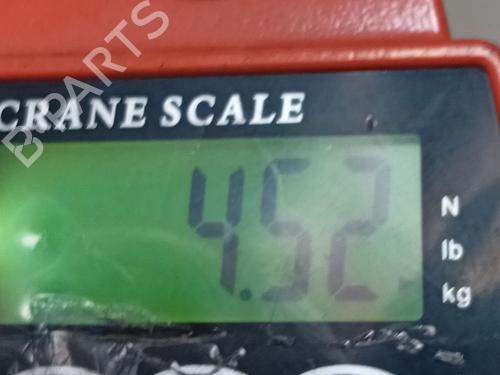 B-PARTS
CRANE SCALE
4.52
N
lb
kg